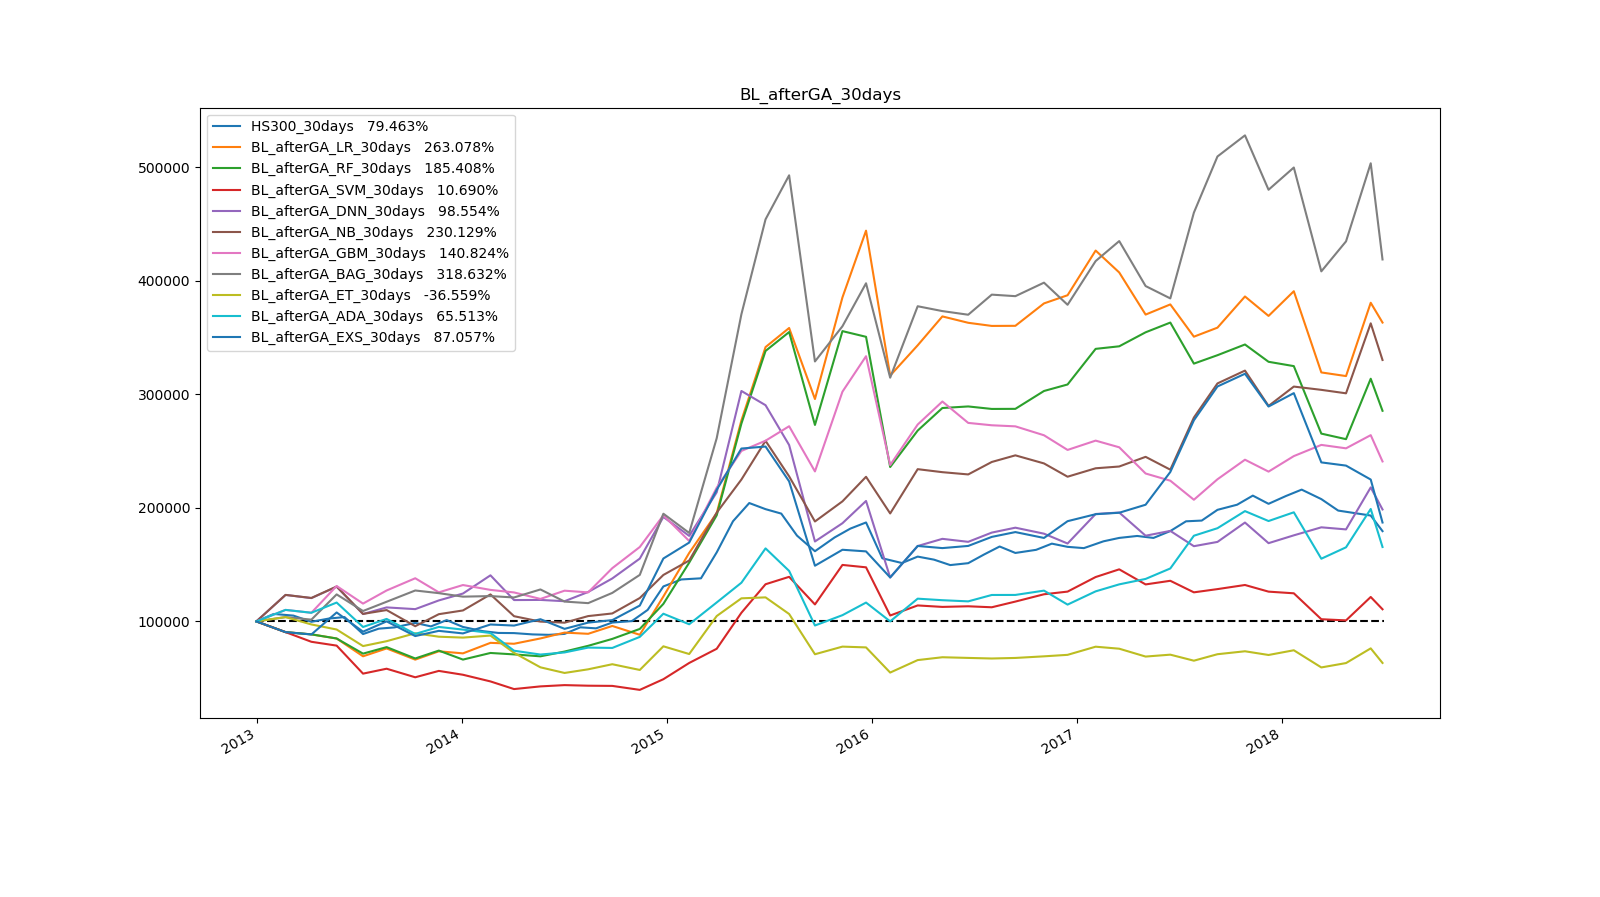 BL_afterGA_30days
HS300_30days 79.463%
BL_afterGA_LR_30days 263.078%
BL_afterGA_RF_30days 185.408%
BL_afterGA_SVM_30days 10.690%
BL_afterGA_DNN_30days 98.554%
BL_afterGA_NB_30days 230.129%
BL_afterGA_GBM_30days 140.824%
BL_afterGA_BAG_30days 318.632%
BL_afterGA_ET_30days -36.559%
BL_afterGA_ADA_30days 65.513%
BL_afterGA_EXS_30days 87.057%
500000
400000
300000
200000
100000
2013
2014
2015
2016
2017
2018